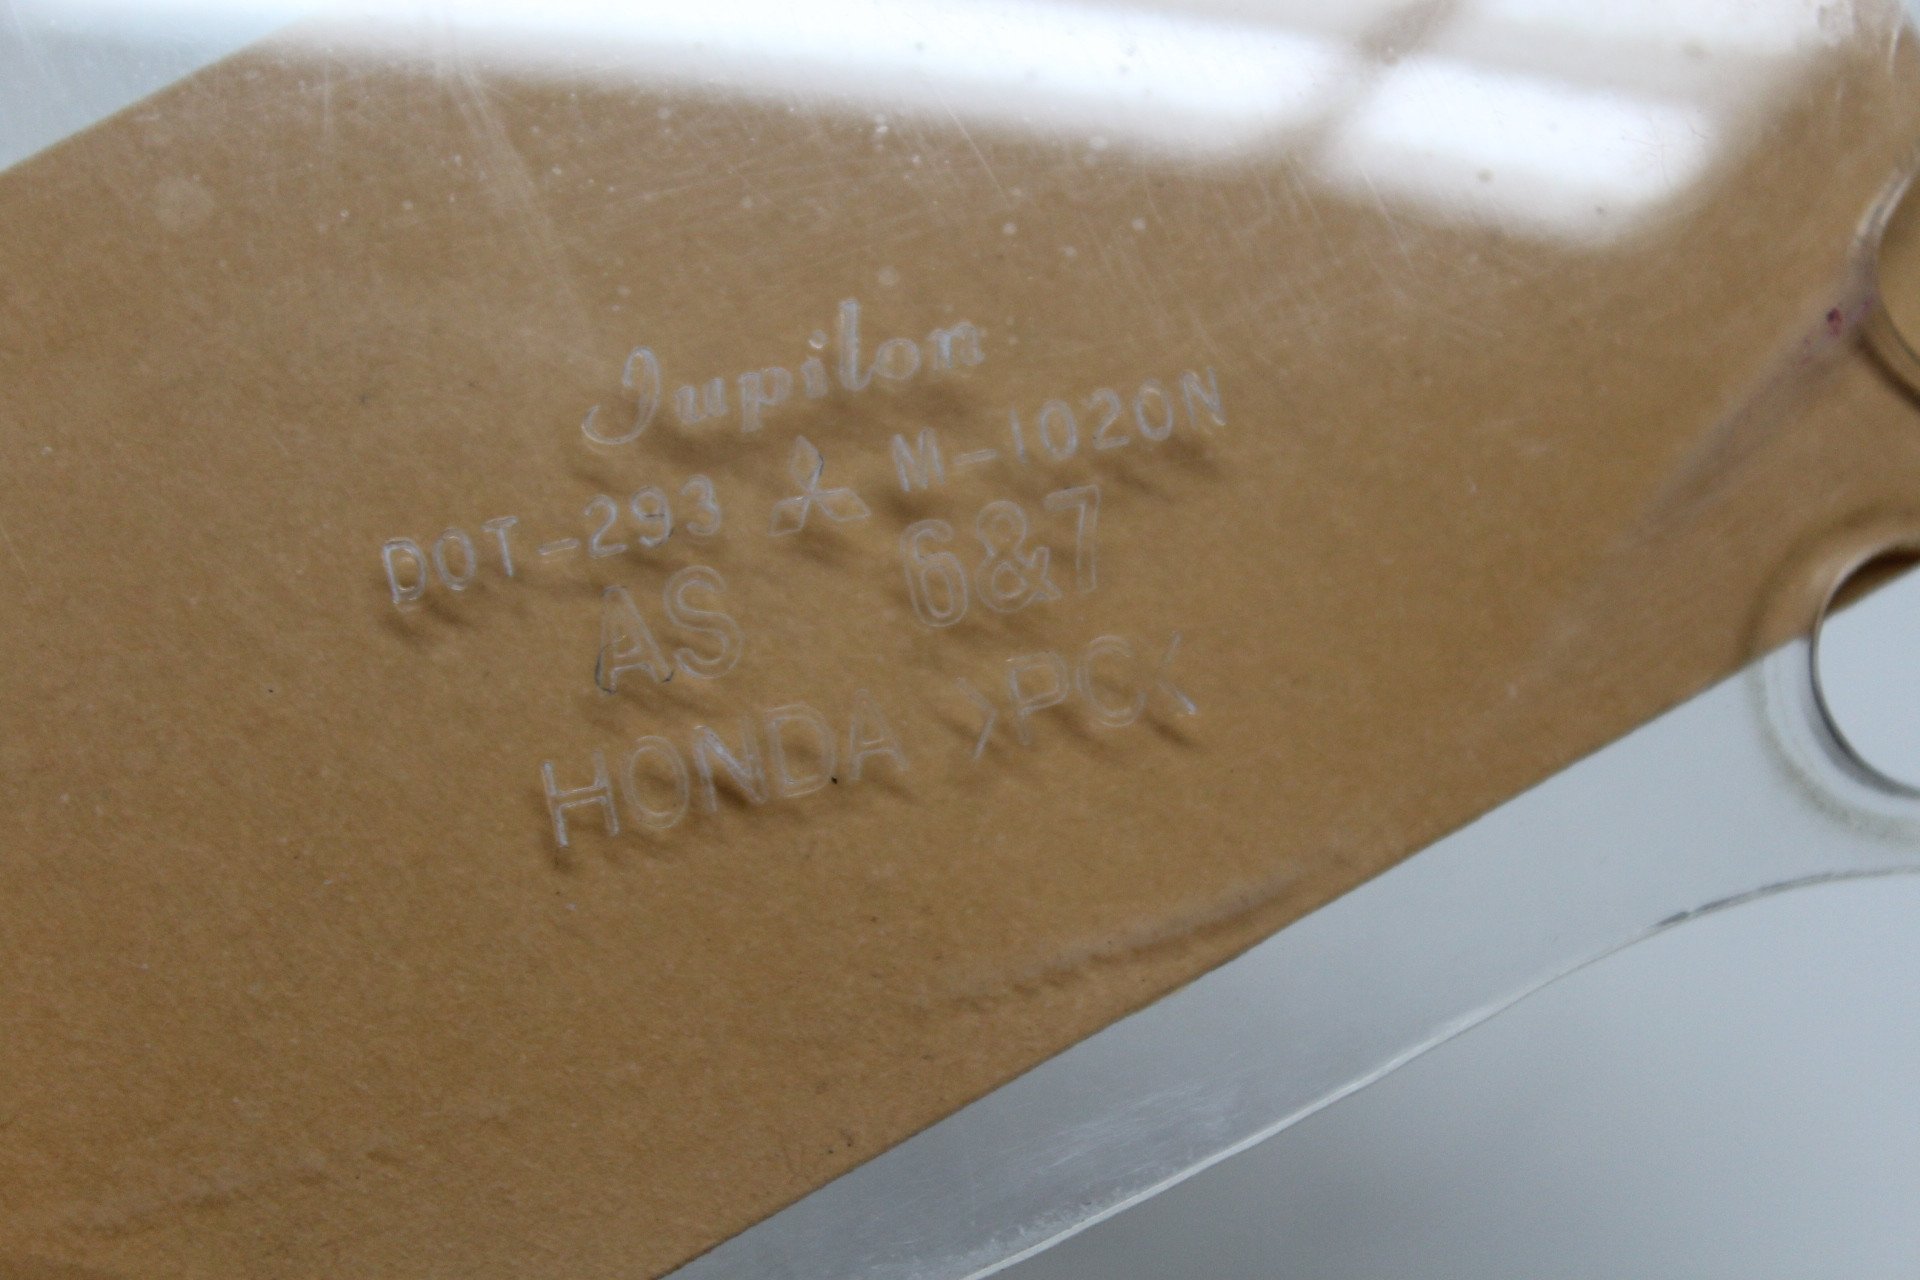 Iupilon
DOT-293 M-1020N
AS 6&7
HONDA >PC<